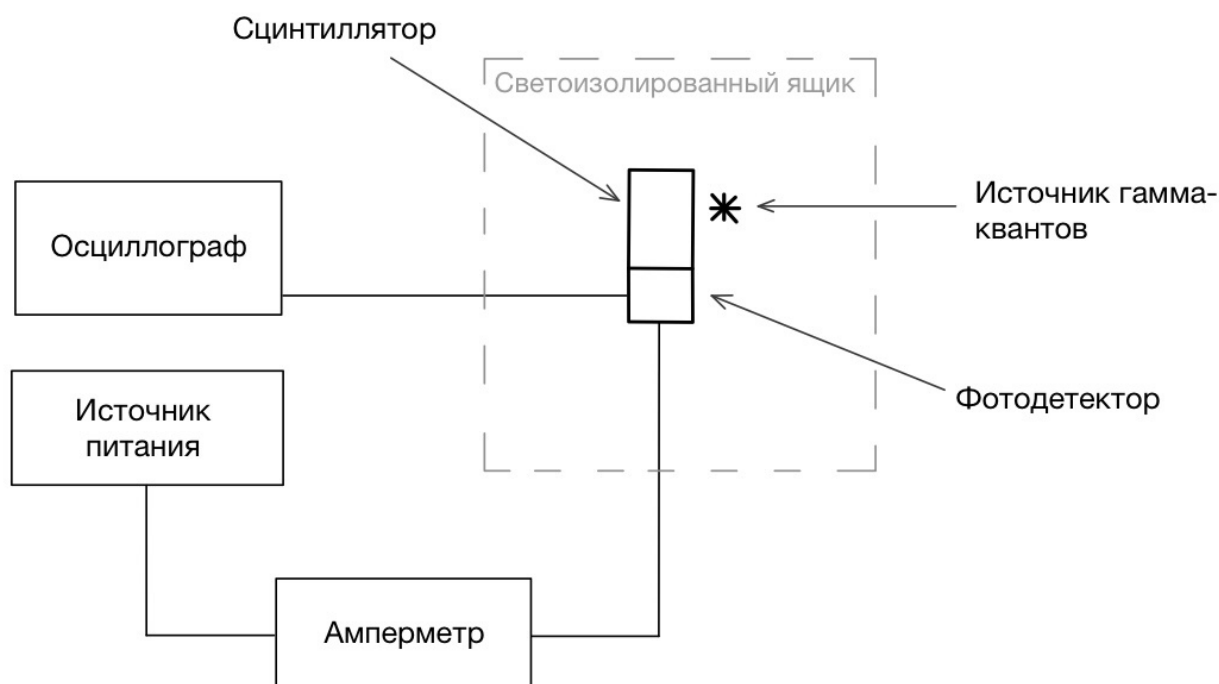 Сцинтиллятор
Светоизолированный ящик
Источник гамма-
квантов
Осциллограф
Фотодетектор
Источник
питания
Амперметр